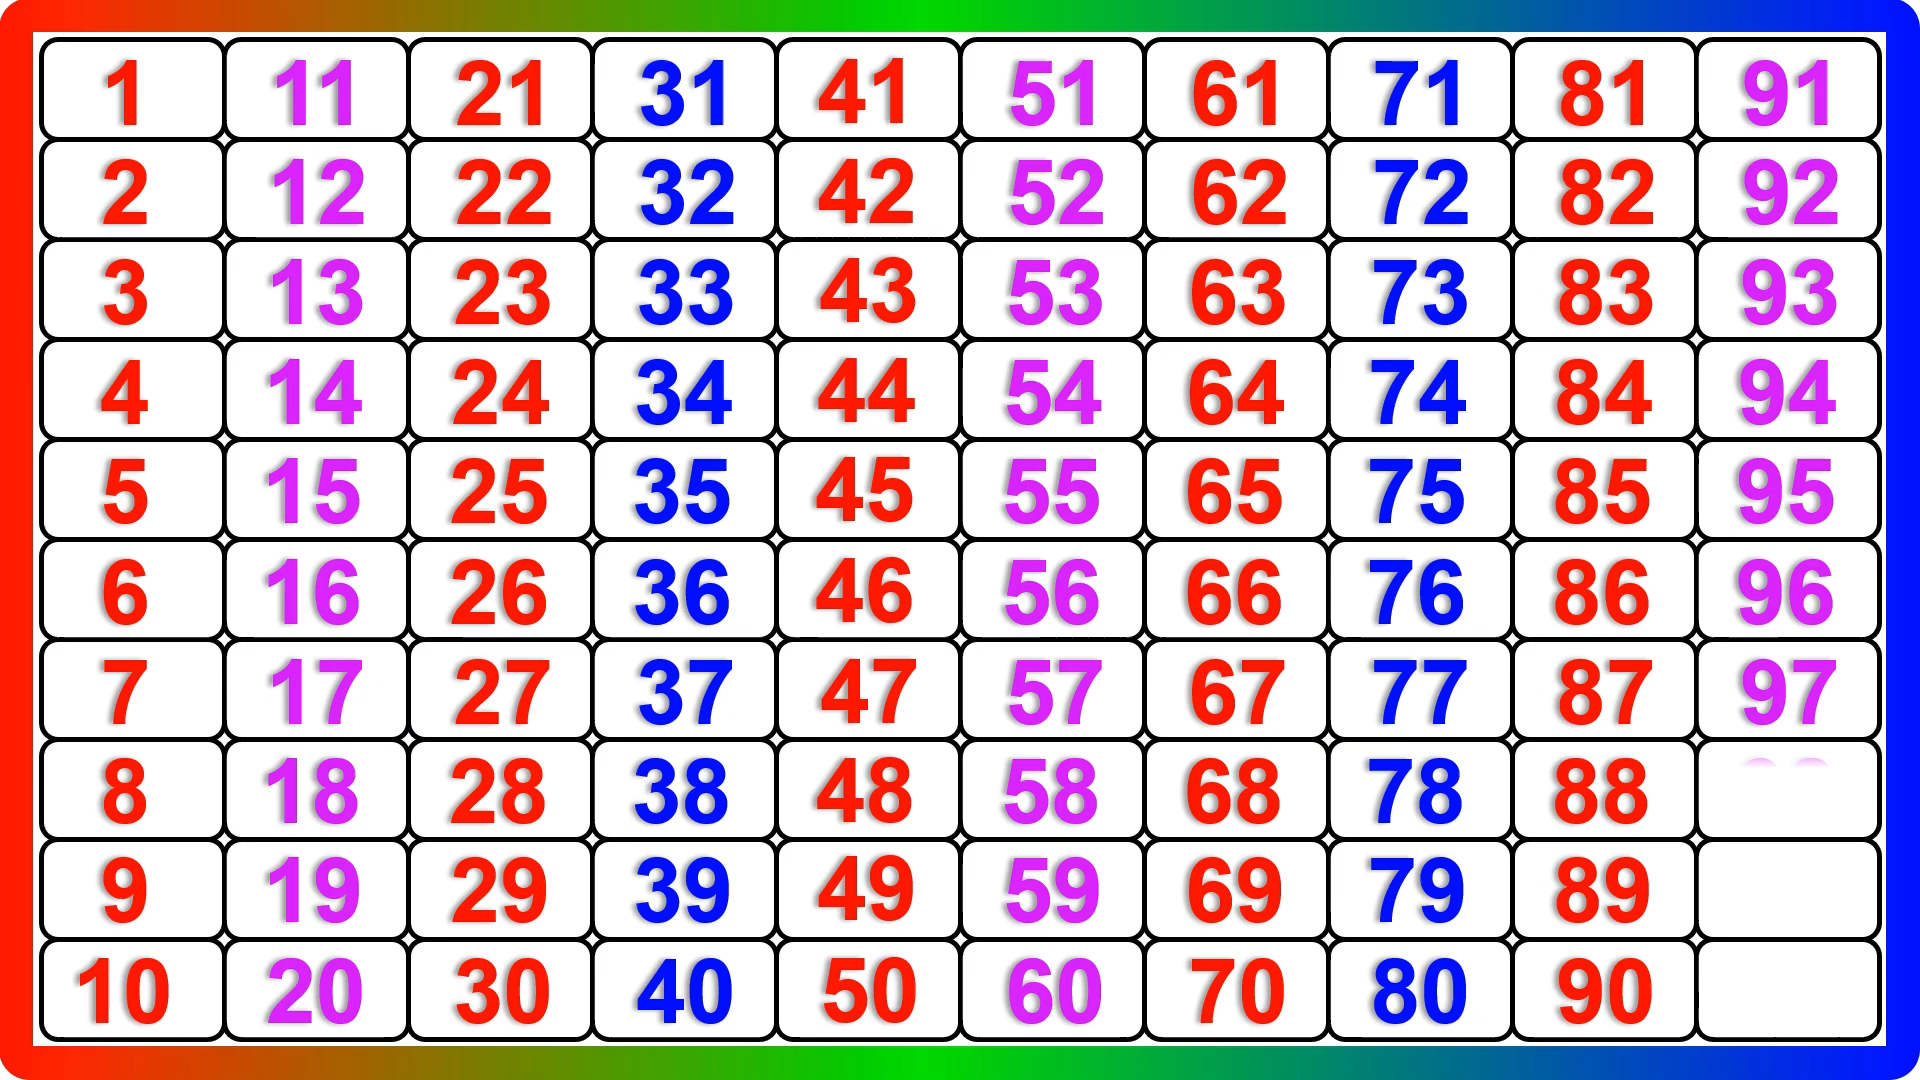 1 11 21 31 41 51 61 71 81 91
2 12 22 32 42 52 62 72 82 92
3 13 23 33 43 53 63 73 83 93
4 14 24 34 44 54 64 74 84 94
5 15 25 35 45 55 65 75 85 95
6 16 26 36 46 56 66 76 86 96
7 17 27 37 47 57 67 77 87 97
8 18 28 38 48 58 68 78 88
9 19 29 39 49 59 69 79 89
10 20 30 40 50 60 70 80 90